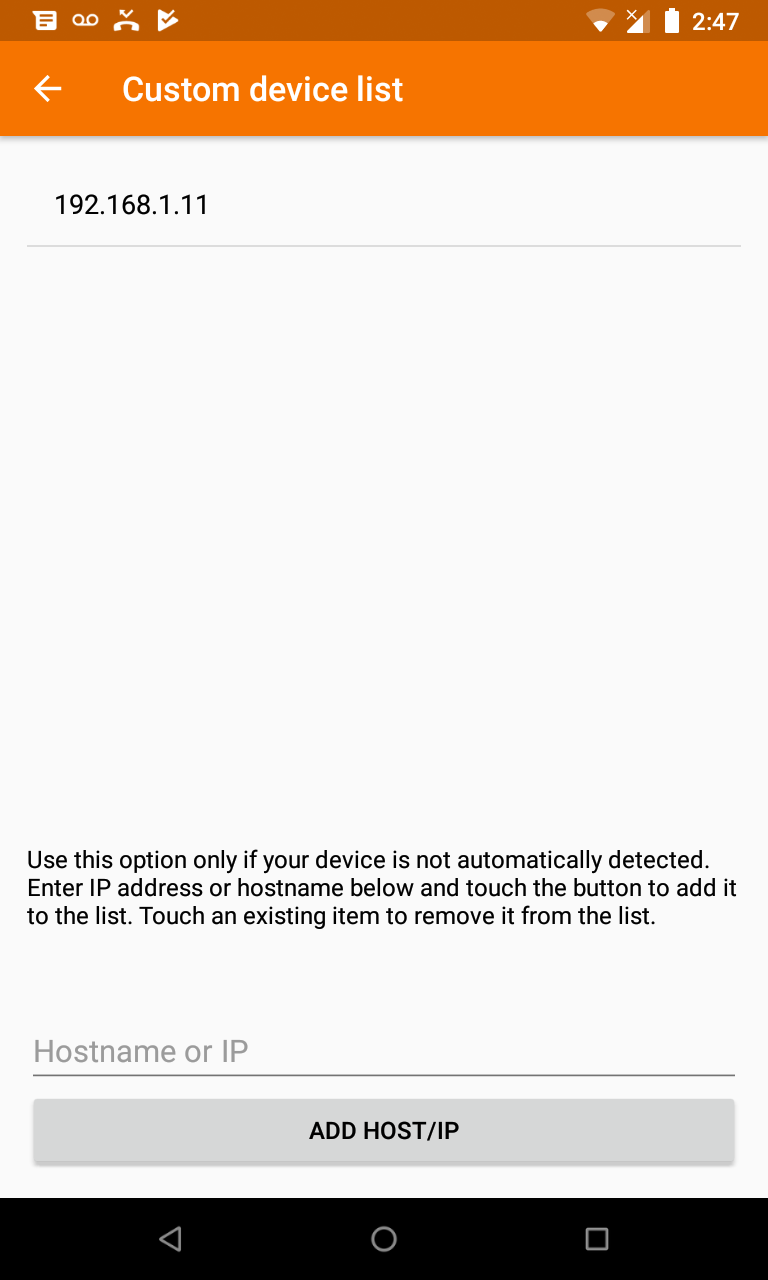 2:47
Custom device list
192.168.1.11
Use this option only if your device is not automatically detected.
Enter IP address or hostname below and touch the button to add it
to the list. Touch an existing item to remove it from the list.
Hostname or IP
ADD HOST/IP